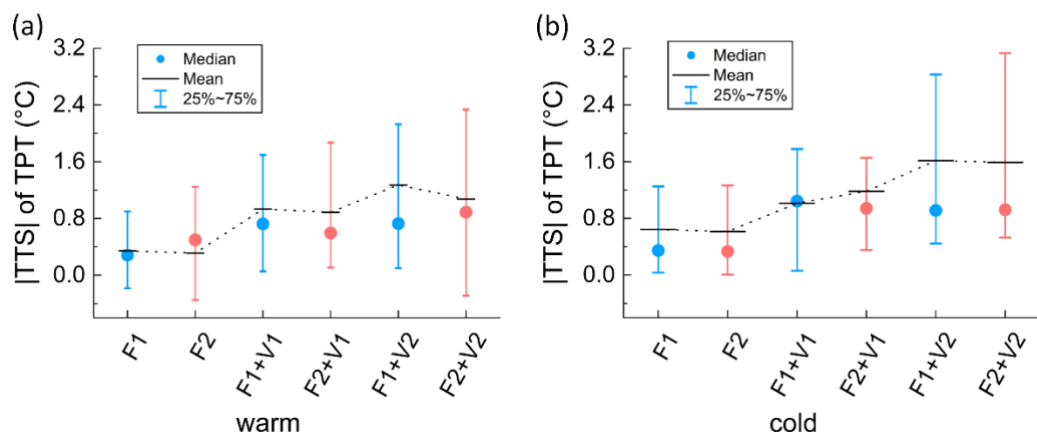 (a)
|TTS| of TPT (°C)
3.2
2.4
1.6
0.8
0.0
Median
Mean
25%~75%
F1
F2
F1+V1
F2+V1
F1+V2
F2+V2
warm
(b)
|TTS| of TPT (°C)
3.2
2.4
1.6
0.8
0.0
Median
Mean
25%~75%
F1
F2
F1+V1
F2+V1
F1+V2
F2+V2
cold